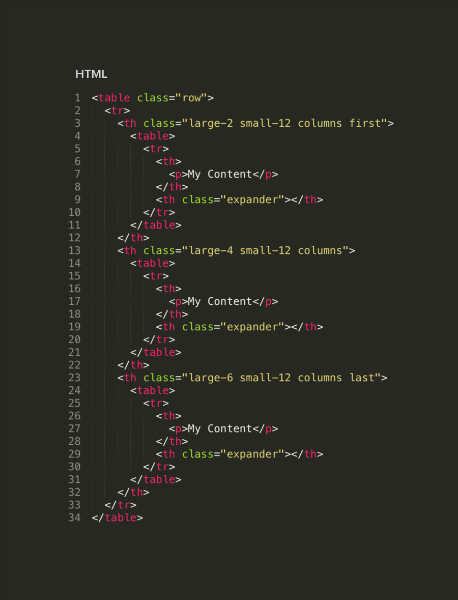 HTML
1 <table class="row">
2   <tr>
3     <th class="large-2 small-12 columns first">
4       <table>
5         <tr>
6           <th>
7             <p>My Content</p>
8           </th>
9           <th class="expander"></th>
10         </tr>
11       </table>
12     </th>
13     <th class="large-4 small-12 columns">
14       <table>
15         <tr>
16           <th>
17             <p>My Content</p>
18           </th>
19           <th class="expander"></th>
20         </tr>
21       </table>
22     </th>
23     <th class="large-6 small-12 columns last">
24       <table>
25         <tr>
26           <th>
27             <p>My Content</p>
28           </th>
29           <th class="expander"></th>
30         </tr>
31       </table>
32     </th>
33   </tr>
34 </table>